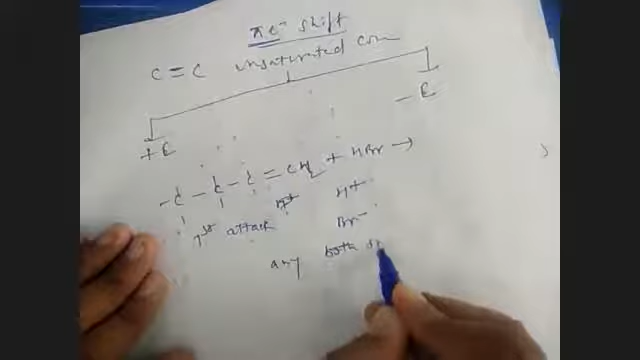 πe⁻ shift
C = C unsaturated com
+E
- E
- C - C - C = CH₂ + HBr →
H+
1st attack
Br⁻
any both